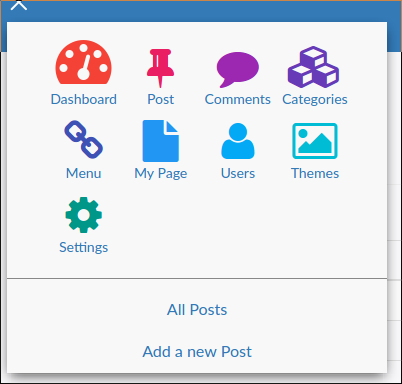 Dashboard Post Comments Categories
Menu My Page Users Themes
Settings
All Posts
Add a new Post